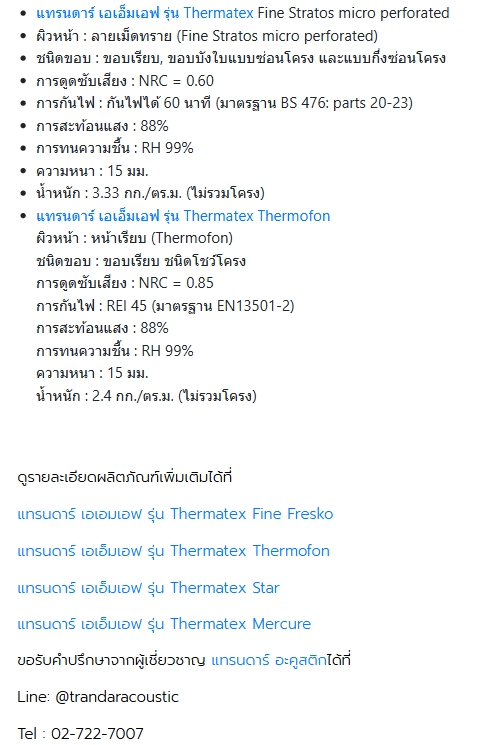 แทรนดาร์ เอเอ็มเอฟ รุ่น Thermatex Fine Stratos micro perforated
ผิวหน้า : ลายเม็ดทราย (Fine Stratos micro perforated)
ชนิดขอบ : ขอบเรียบ, ขอบบังใบแบบซ่อนโครง และแบบกึ่งซ่อนโครง
การดูดซับเสียง : NRC = 0.60
การกันไฟ : กันไฟได้ 60 นาที (มาตรฐาน BS 476: parts 20-23)
การสะท้อนแสง : 88%
การทนความชื้น : RH 99%
ความหนา : 15 มม.
น้ำหนัก : 3.33 กก./ตร.ม. (ไม่รวมโครง)
แทรนดาร์ เอเอ็มเอฟ รุ่น Thermatex Thermofon
ผิวหน้า : หน้าเรียบ (Thermofon)
ชนิดขอบ : ขอบเรียบ ชนิดโชว์โครง
การดูดซับเสียง : NRC = 0.85
การกันไฟ : REI 45 (มาตรฐาน EN13501-2)
การสะท้อนแสง : 88%
การทนความชื้น : RH 99%
ความหนา : 15 มม.
น้ำหนัก : 2.4 กก./ตร.ม. (ไม่รวมโครง)
ดูรายละเอียดผลิตภัณฑ์เพิ่มเติมได้ที่
แทรนดาร์ เอเอมเอฟ รุ่น Thermatex Fine Fresko
แทรนดาร์ เอเอ็มเอฟ รุ่น Thermatex Thermofon
แทรนดาร์ เอเอ็มเอฟ รุ่น Thermatex Star
แทรนดาร์ เอเอ็มเอฟ รุ่น Thermatex Mercure
ขอรับคำปรึกษาจากผู้เชี่ยวชาญ แทรนดาร์ อะคูสติกได้ที่
Line: @trandaracoustic
Tel : 02-722-7007